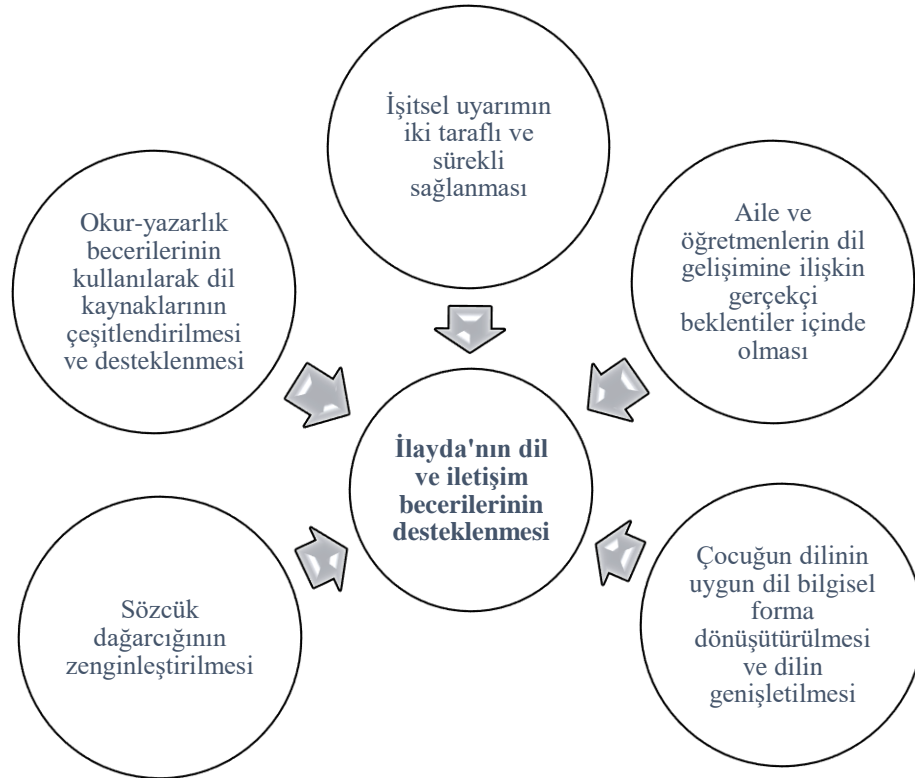 İşitsel uyarımın
iki taraflı ve
sürekli
sağlanması
Okur-yazarlık
becerilerinin
kullanılarak dil
kaynaklarının
çeşitlendirilmesi
ve desteklenmesi
Aile ve
öğretmenlerin dil
gelişimine ilişkin
gerçekçi
beklentiler içinde
olması
İlayda'nın dil
ve iletişim
becerilerinin
desteklenmesi
Sözcük
dağarcığının
zenginleştirilmesi
Çocuğun dilinin
uygun dil bilgisel
forma
dönüşütürülmesi
ve dilin
genişletilmesi